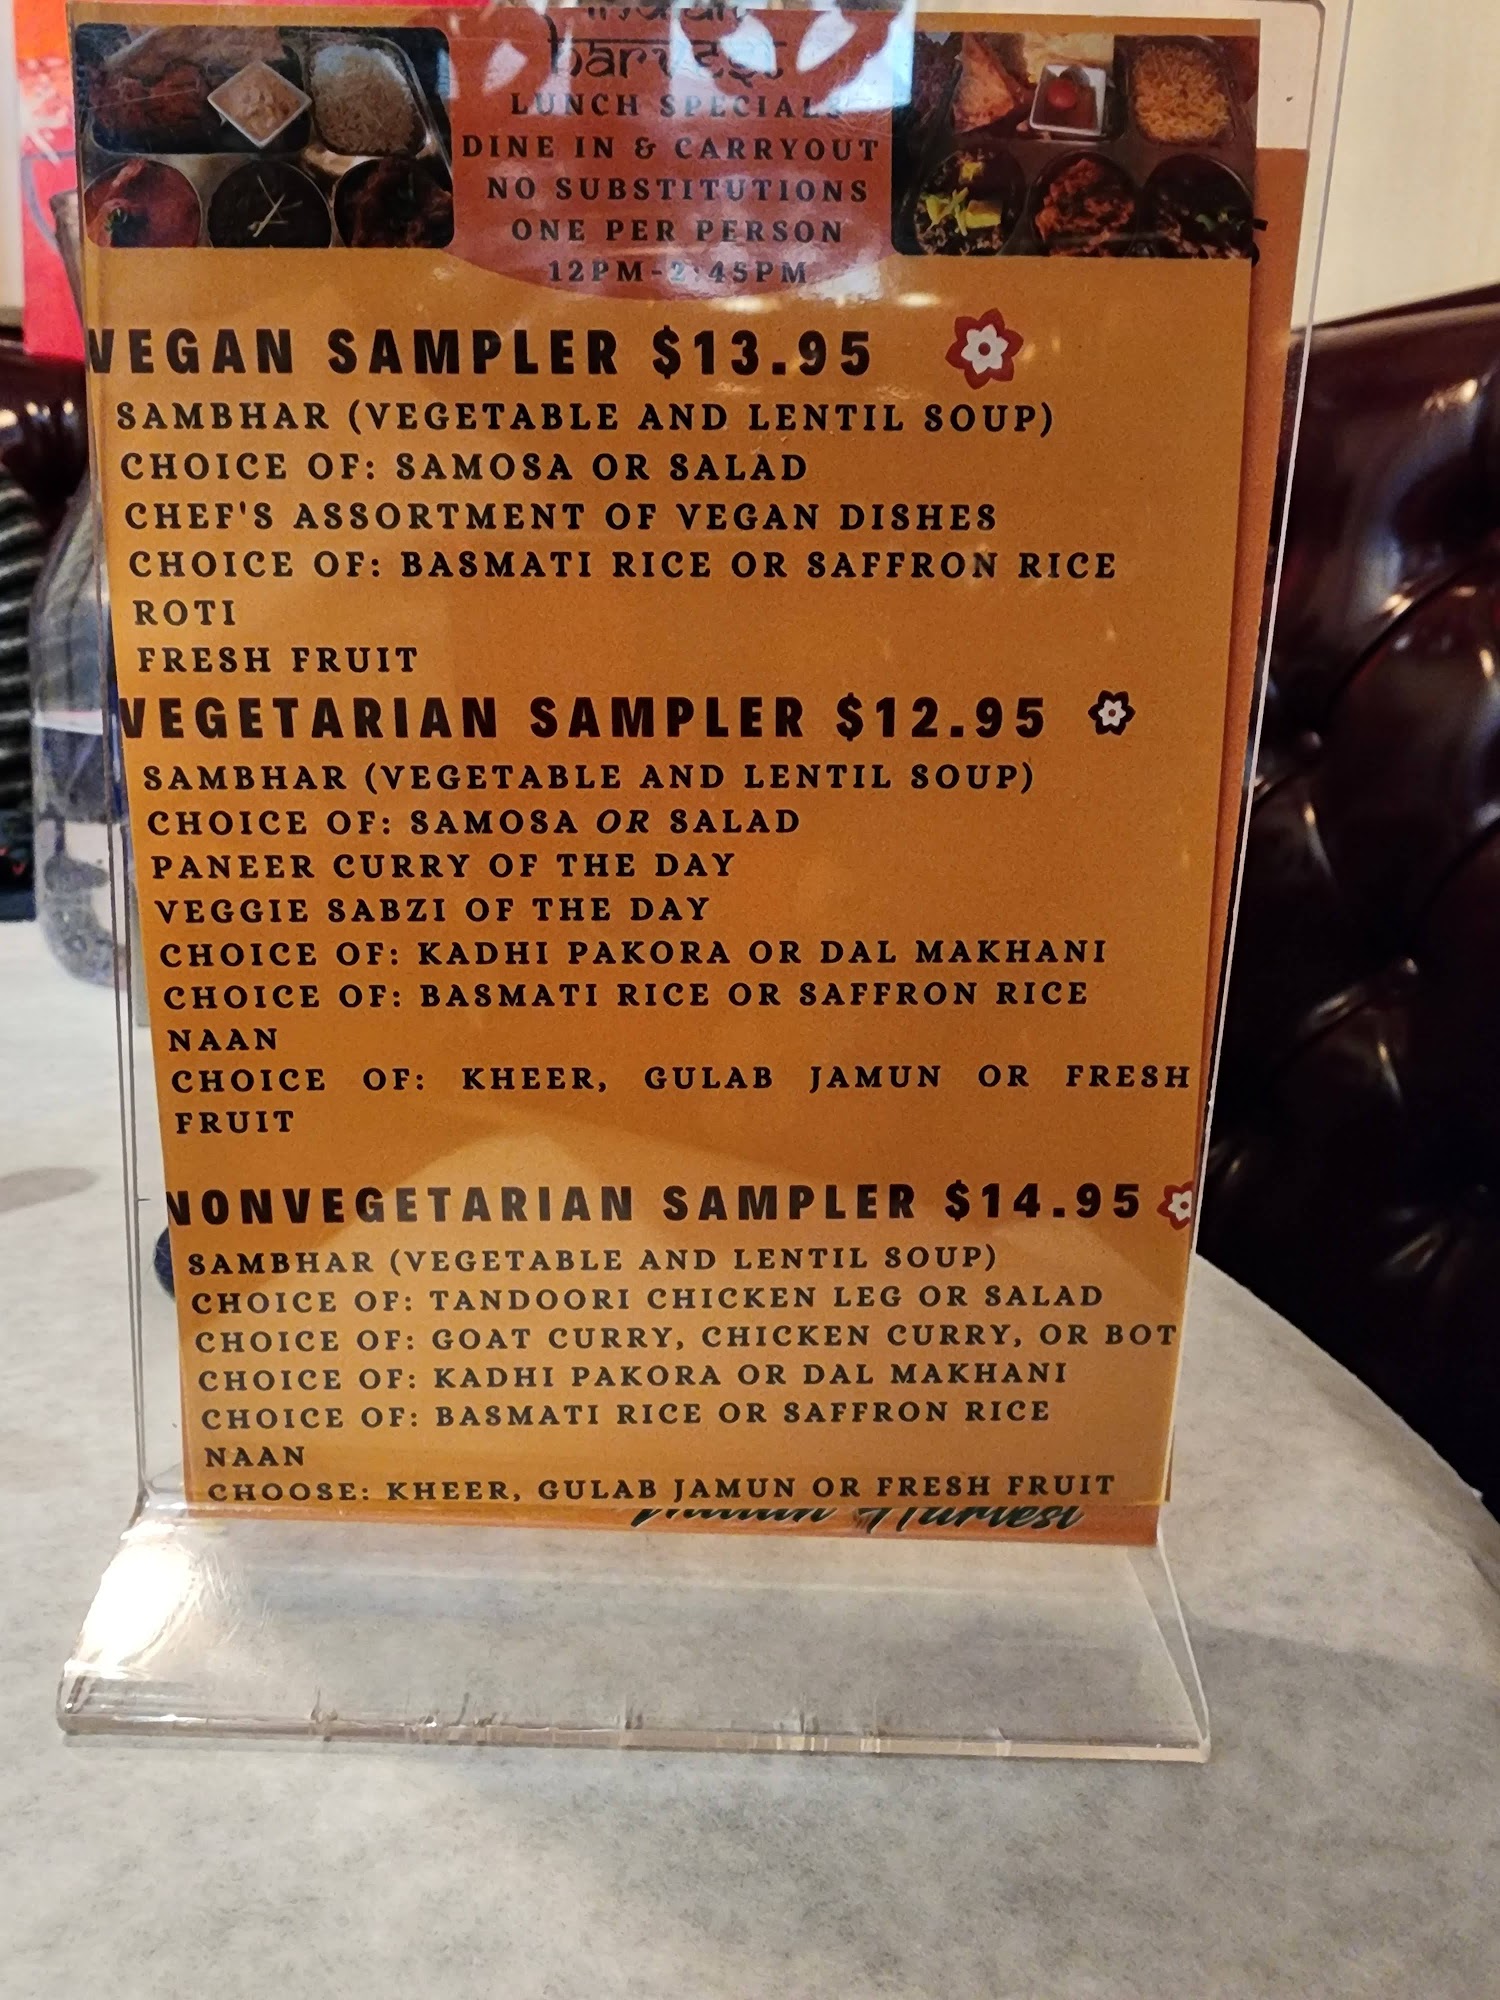 harvest
LUNCH SPECIALS
DINE IN & CARRYOUT
NO SUBSTITUTIONS
ONE PER PERSON
12PM-2:45PM
VEGAN SAMPLER $13.95
SAMBHAR (VEGETABLE AND LENTIL SOUP)
CHOICE OF: SAMOSA OR SALAD
CHEF'S ASSORTMENT OF VEGAN DISHES
CHOICE OF: BASMATI RICE OR SAFFRON RICE
ROTI
FRESH FRUIT
VEGETARIAN SAMPLER $12.95
SAMBHAR (VEGETABLE AND LENTIL SOUP)
CHOICE OF: SAMOSA OR SALAD
PANEER CURRY OF THE DAY
VEGGIE SABZI OF THE DAY
CHOICE OF: KADHI PAKORA OR DAL MAKHANI
CHOICE OF: BASMATI RICE OR SAFFRON RICE
NAAN
CHOICE OF: KHEER, GULAB JAMUN OR FRESH
FRUIT
NONVEGETARIAN SAMPLER $14.95
SAMBHAR (VEGETABLE AND LENTIL SOUP)
CHOICE OF: TANDOORI CHICKEN LEG OR SALAD
CHOICE OF: GOAT CURRY, CHICKEN CURRY, OR BOT
CHOICE OF: KADHI PAKORA OR DAL MAKHANI
CHOICE OF: BASMATI RICE OR SAFFRON RICE
NAAN
CHOOSE: KHEER, GULAB JAMUN OR FRESH FRUIT
Indian Harvest